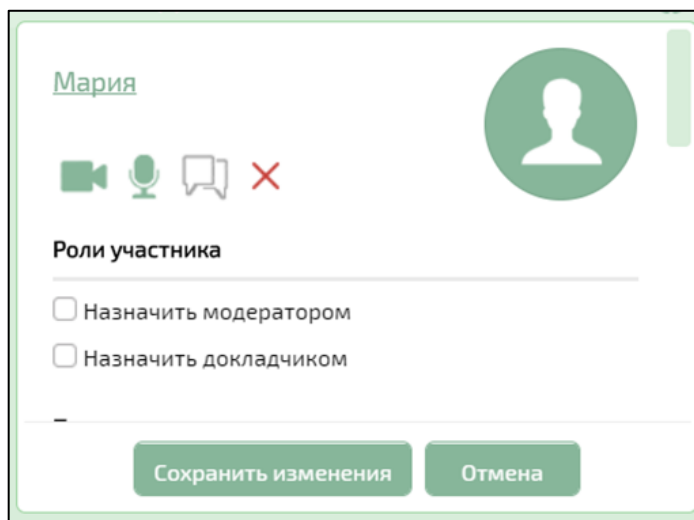 Мария
Роли участника
Назначить модератором
Назначить докладчиком
Сохранить изменения
Отмена